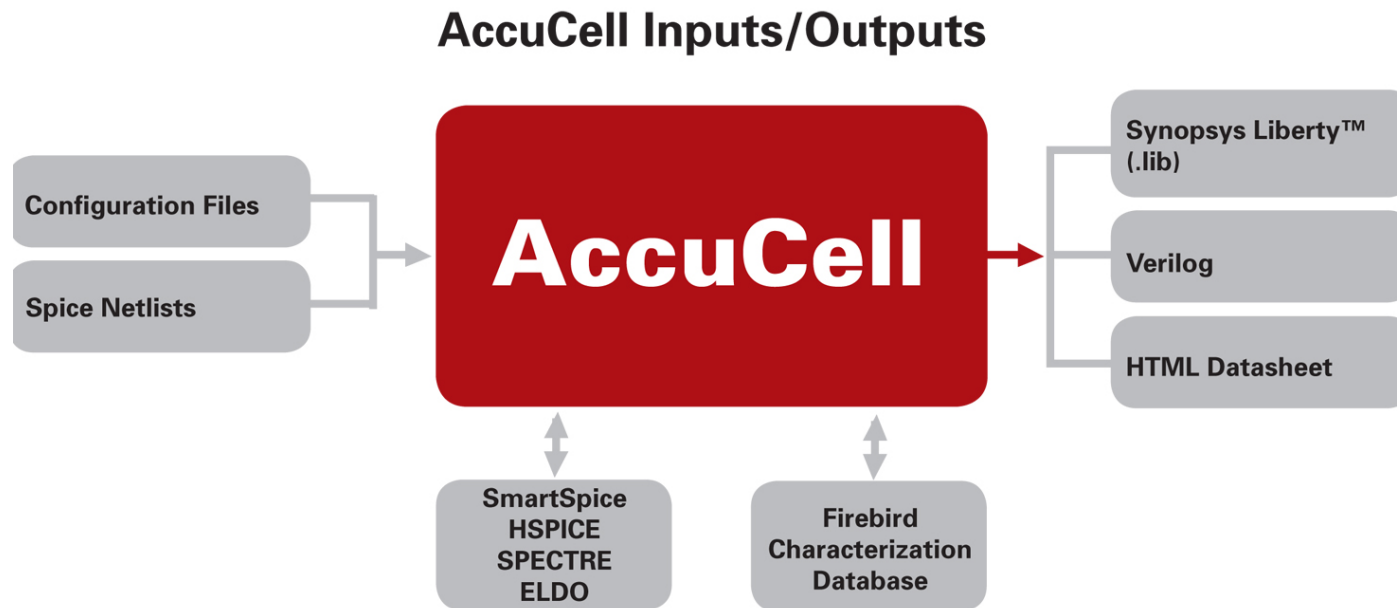 AccuCell Inputs/Outputs
Configuration Files
Spice Netlists
AccuCell
Synopsys Liberty™
(.lib)
Verilog
HTML Datasheet
SmartSpice
HSPICE
SPECTRE
ELDO
Firebird
Characterization
Database